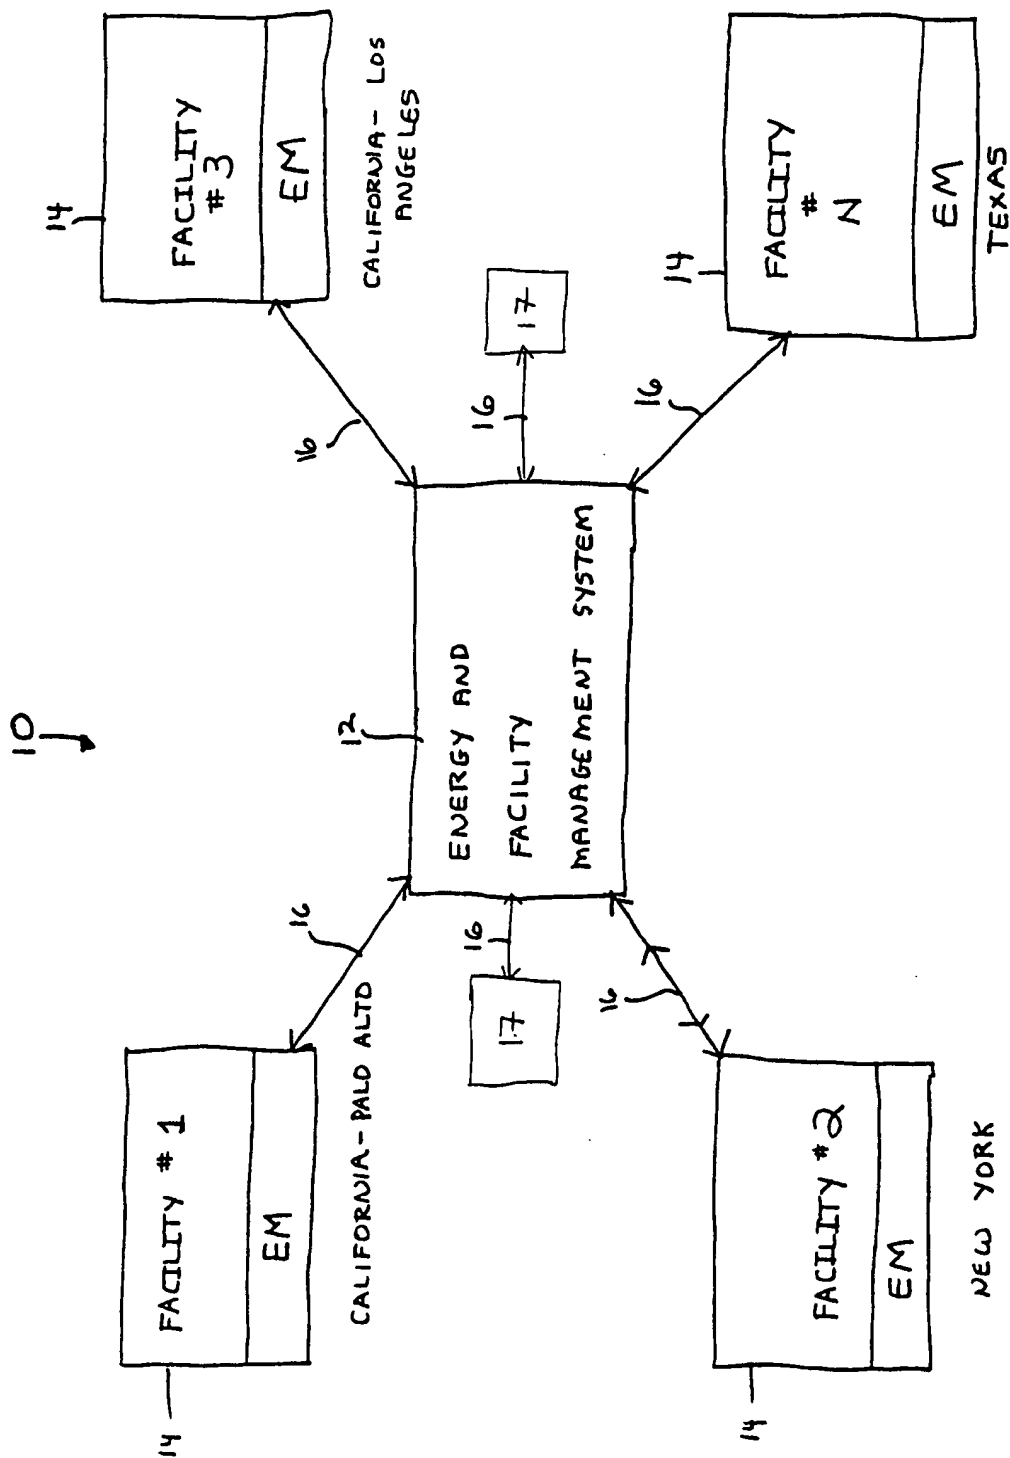 10
14
FACILITY # 1
EM
CALIFORNIA - PALO ALTO
16
14
FACILITY
# 3
EM
CALIFORNIA - LOS
ANGELES
16
12
ENERGY AND
FACILITY
MANAGEMENT SYSTEM
16
17
16
17
14
FACILITY #2
EM
NEW YORK
16
14
FACILITY
#
N
EM
TEXAS
16